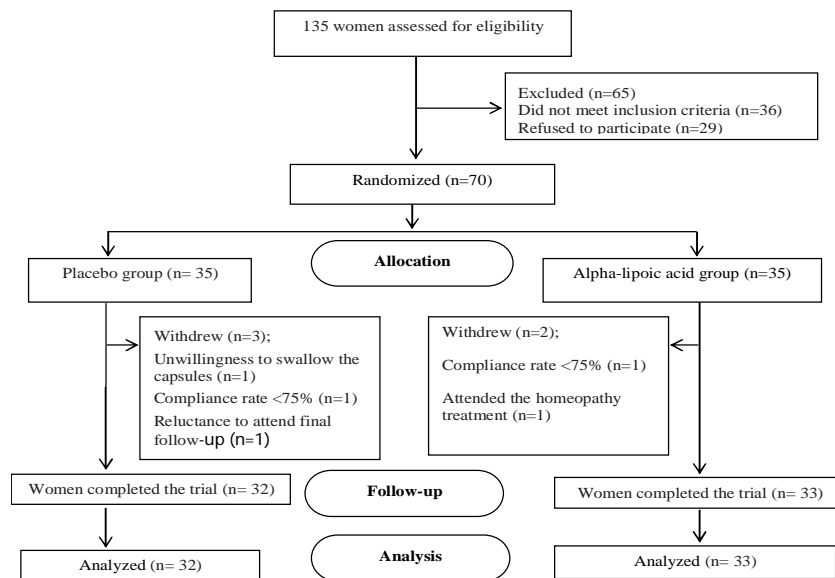 135 women assessed for eligibility
Excluded (n=65)
Did not meet inclusion criteria (n=36)
Refused to participate (n=29)
Randomized (n=70)
Allocation
Placebo group (n= 35)
Alpha-lipoic acid group (n=35)
Withdrew (n=3);
Unwillingness to swallow the
capsules (n=1)
Compliance rate <75% (n=1)
Reluctance to attend final
follow-up (n=1)
Withdrew (n=2);
Compliance rate <75% (n=1)
Attended the homeopathy
treatment (n=1)
Women completed the trial (n= 32)
Follow-up
Women completed the trial (n= 33)
Analyzed (n= 32)
Analysis
Analyzed (n= 33)